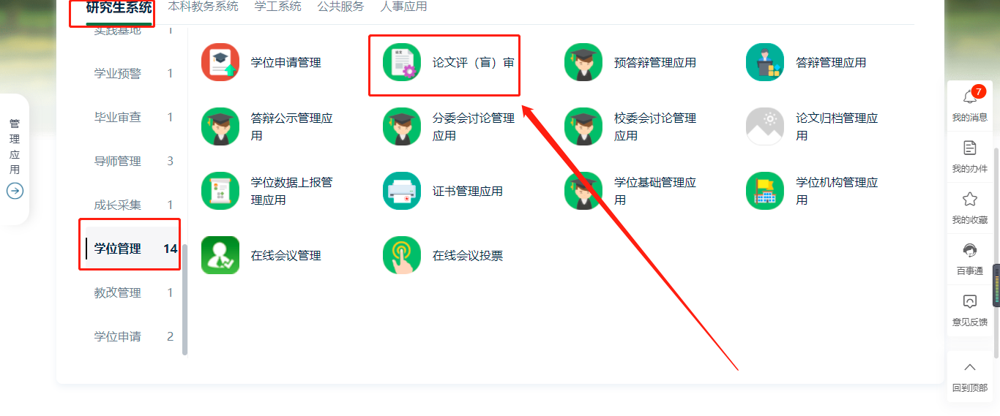 研究生系统
本科教务系统
学工系统
公共服务
人事应用
实践基地 1
学业预警 1
毕业审查 1
导师管理 3
成长采集 1
学位管理 14
教改管理 1
学位申请 2
学位申请管理
论文评（盲）审
预答辩管理应用
答辩管理应用
答辩公示管理应
用
分委会讨论管理
应用
校委会讨论管理
应用
论文归档管理应
用
学位数据上报管
理应用
证书管理应用
学位基础管理应
用
学位机构管理应
用
在线会议管理
在线会议投票
管
理
应
用
7
我的消息
我的办件
我的收藏
百事通
意见反馈
回到顶部